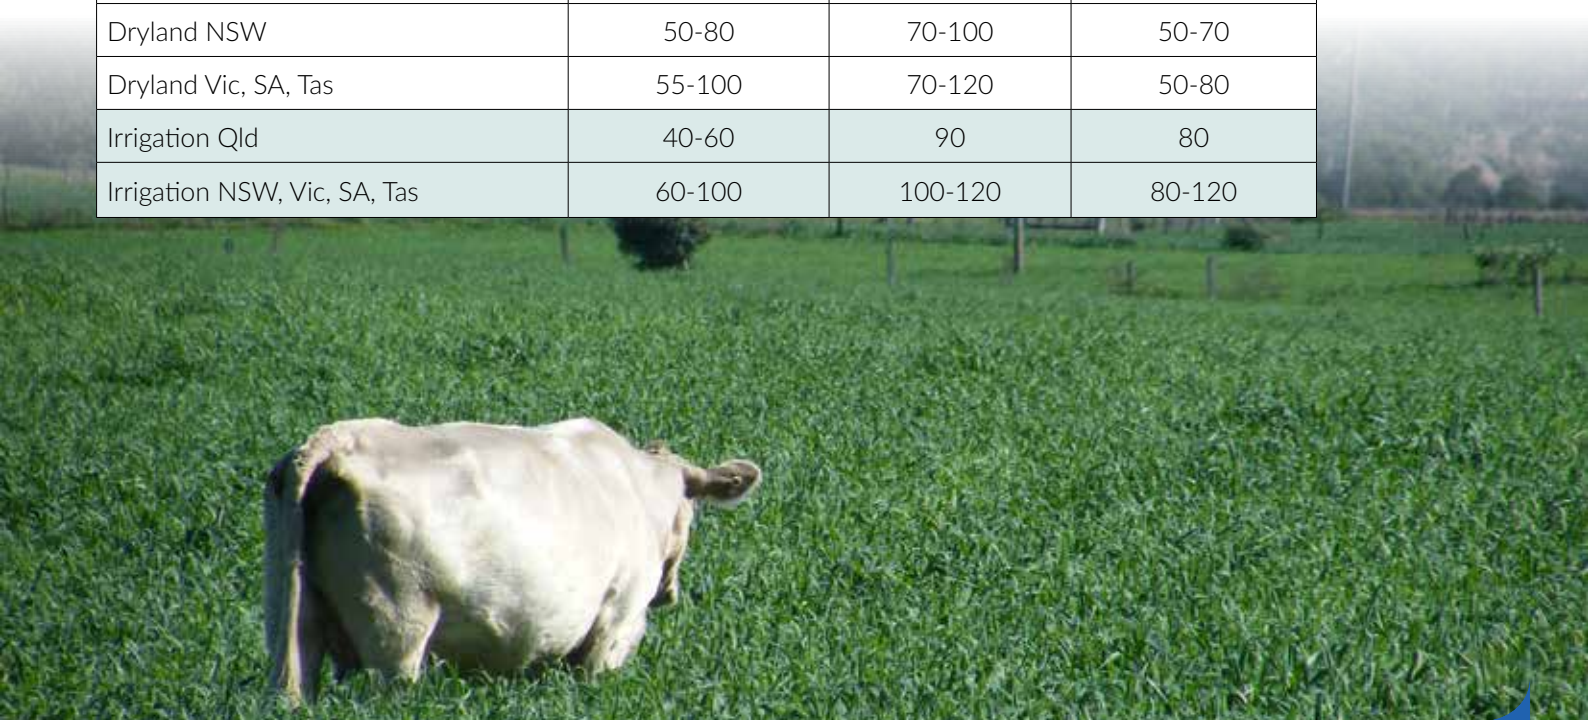 Dryland NSW 50-80 70-100 50-70
Dryland Vic, SA, Tas 55-100 70-120 50-80
Irrigation Qld 40-60 90 80
Irrigation NSW, Vic, SA, Tas 60-100 100-120 80-120